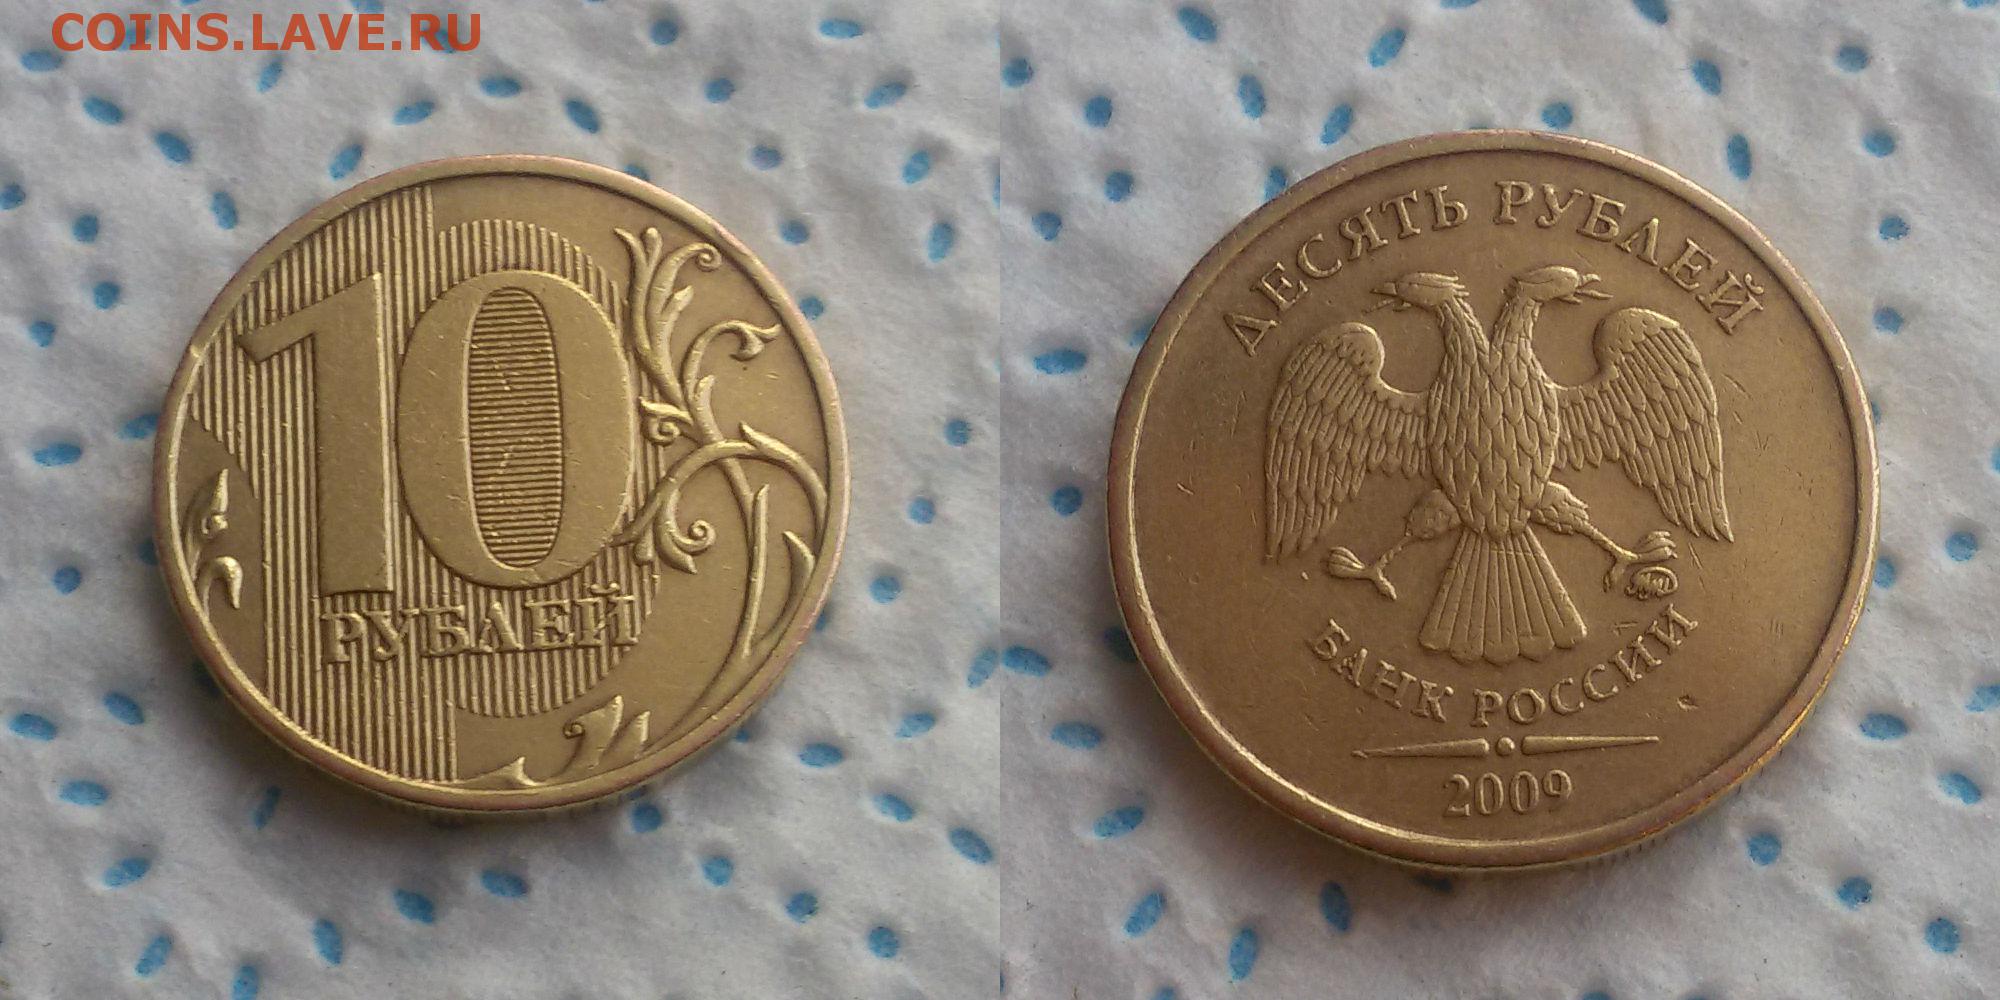 COINS.LAVE.RU
10
РУБЛЕЙ
ДЕСЯТЬ РУБЛЕЙ
БАНК РОССИИ
2009